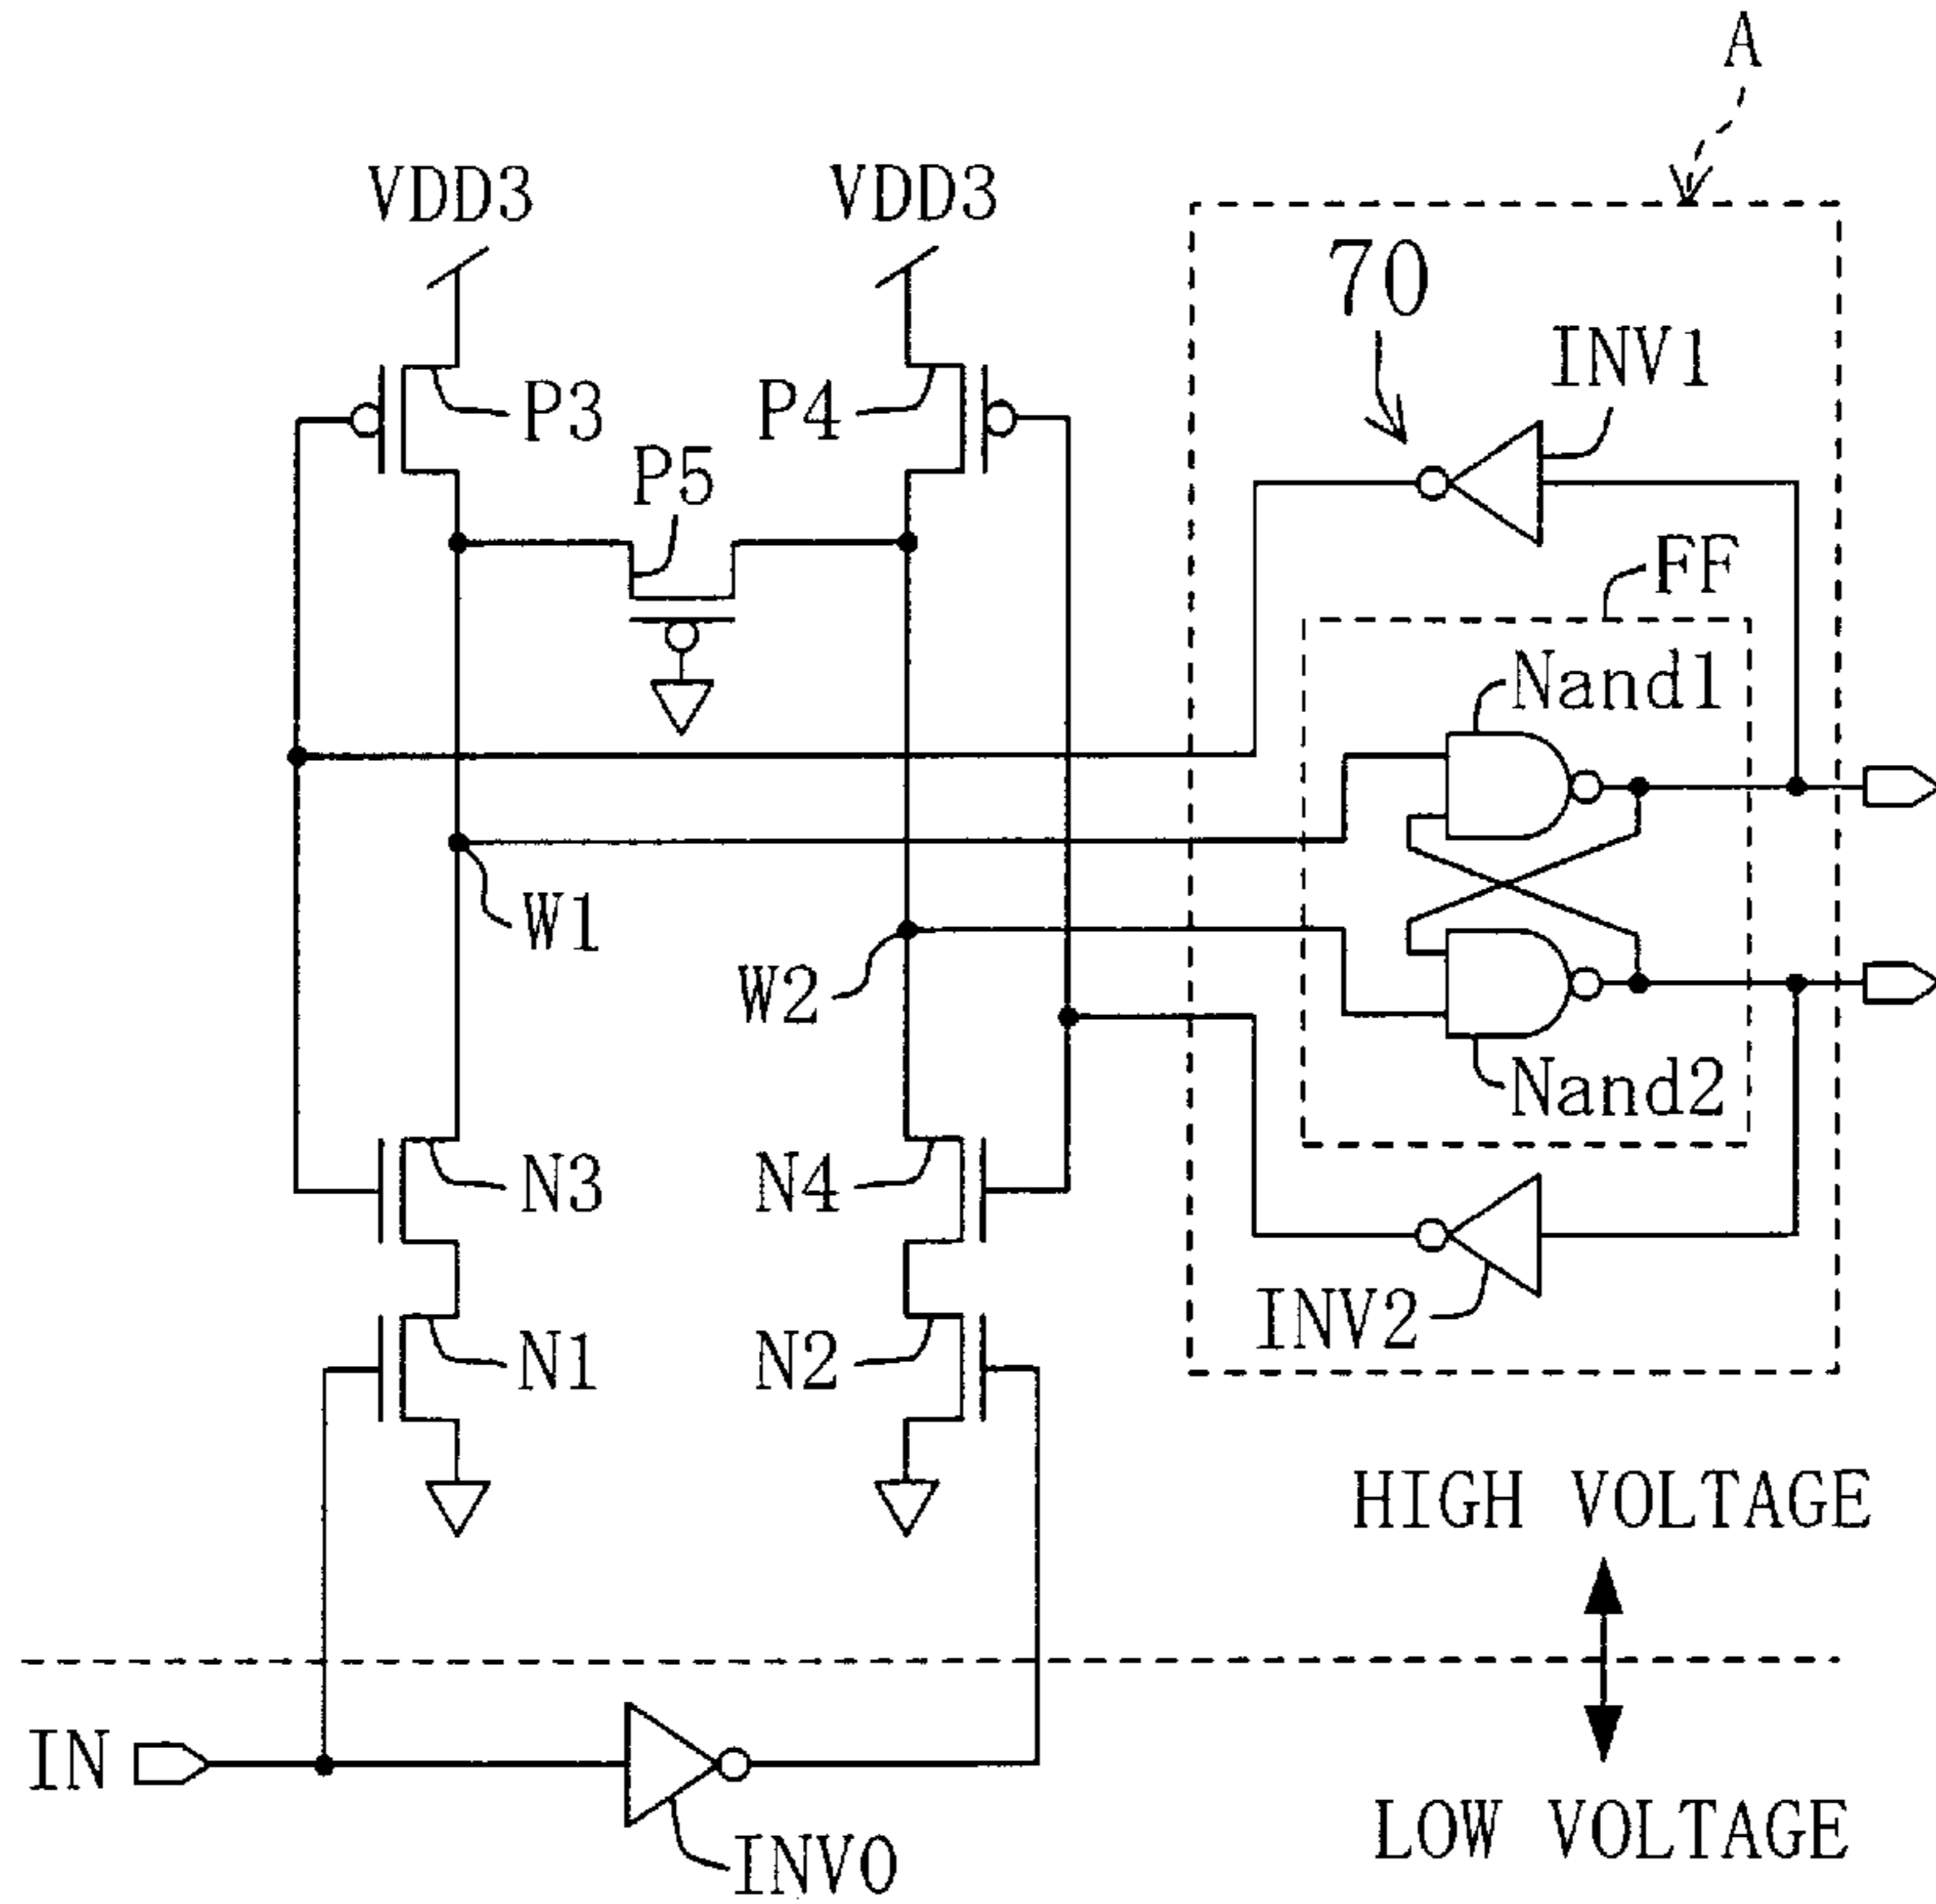 A
VDD3
VDD3
70
INV1
P3
P4
P5
FF
Nand1
W1
W2
Nand2
N3
N4
INV2
N1
N2
HIGH VOLTAGE
IN
LOW VOLTAGE
INV0